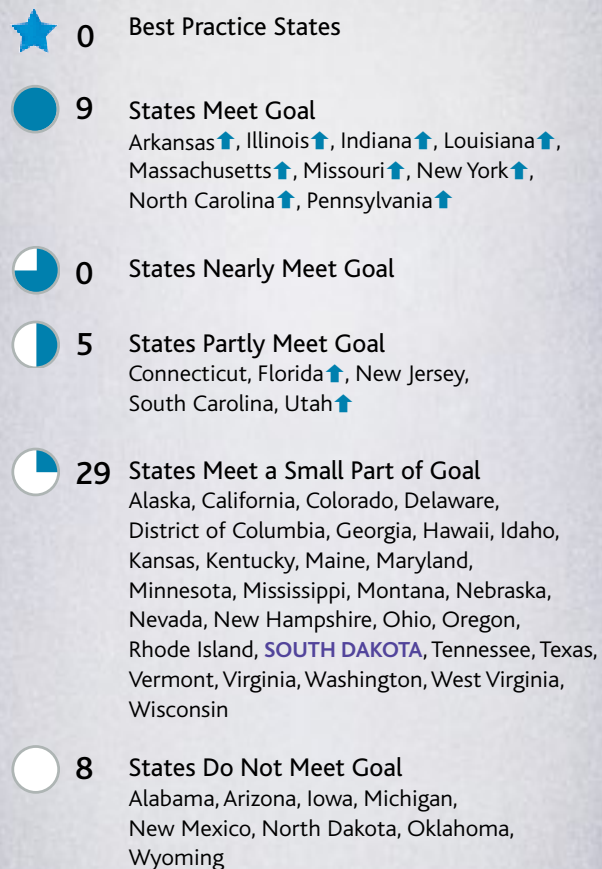 0 Best Practice States
9 States Meet Goal
Arkansas⬆, Illinois⬆, Indiana⬆, Louisiana⬆,
Massachusetts⬆, Missouri⬆, New York⬆,
North Carolina⬆, Pennsylvania⬆
0 States Nearly Meet Goal
5 States Partly Meet Goal
Connecticut, Florida⬆, New Jersey,
South Carolina, Utah⬆
29 States Meet a Small Part of Goal
Alaska, California, Colorado, Delaware,
District of Columbia, Georgia, Hawaii, Idaho,
Kansas, Kentucky, Maine, Maryland,
Minnesota, Mississippi, Montana, Nebraska,
Nevada, New Hampshire, Ohio, Oregon,
Rhode Island, SOUTH DAKOTA, Tennessee, Texas,
Vermont, Virginia, Washington, West Virginia,
Wisconsin
8 States Do Not Meet Goal
Alabama, Arizona, Iowa, Michigan,
New Mexico, North Dakota, Oklahoma,
Wyoming